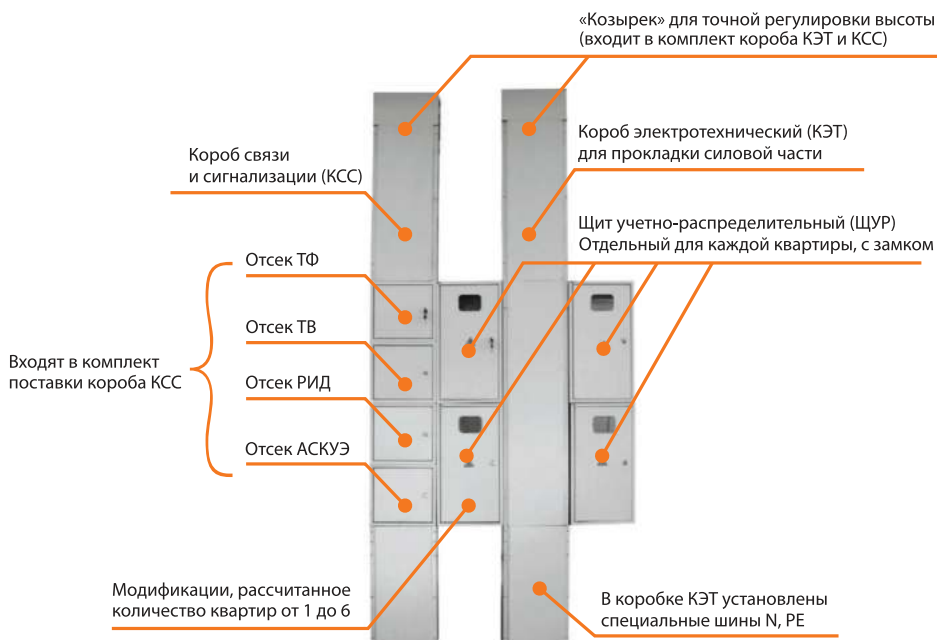 «Козырек» для точной регулировки высоты
(входит в комплект короба КЭТ и КСС)
Короб связи
и сигнализации (КСС)
Короб электротехнический (КЭТ)
для прокладки силовой части
Щит учетно-распределительный (ЩУР)
Отдельный для каждой квартиры, с замком
Отсек ТФ
Отсек ТВ
Входят в комплект
поставки короба КСС
Отсек РИД
Отсек АСКУЭ
Модификации, рассчитанное
количество квартир от 1 до 6
В коробке КЭТ установлены
специальные шины N, PE